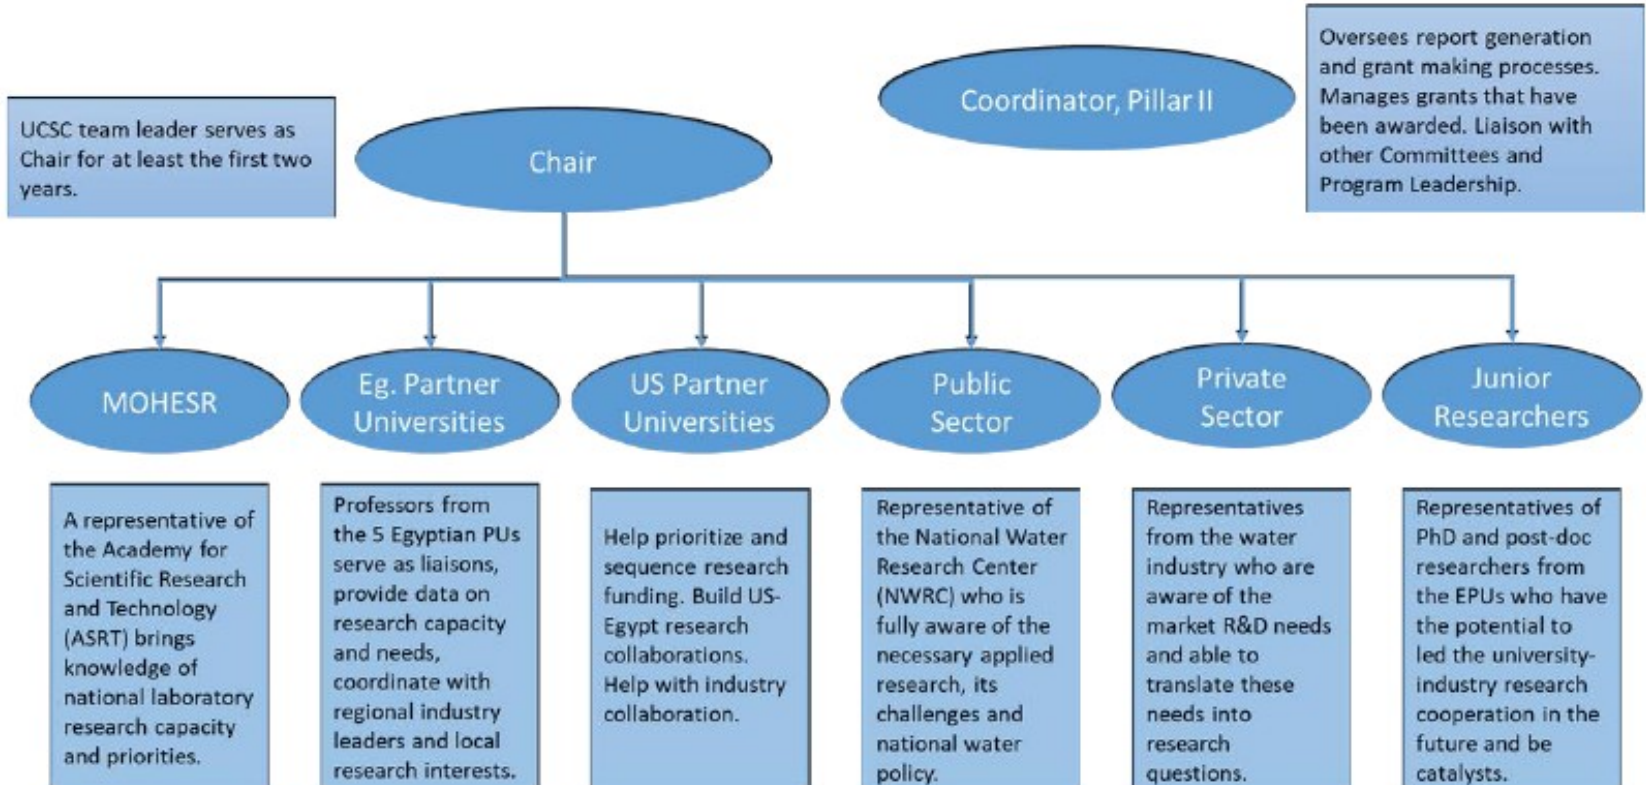 UCSC team leader serves as
Chair for at least the first two
years.
Chair
Coordinator, Pillar II
Oversees report generation
and grant making processes.
Manages grants that have
been awarded. Liaison with
other Committees and
Program Leadership.
MOHESR
Eg. Partner
Universities
US Partner
Universities
Public
Sector
Private
Sector
Junior
Researchers
A representative of
the Academy for
Scientific Research
and Technology
(ASRT) brings
knowledge of
national laboratory
research capacity
and priorities.
Professors from
the 5 Egyptian PUs
serve as liaisons,
provide data on
research capacity
and needs,
coordinate with
regional industry
leaders and local
research interests.
Help prioritize and
sequence research
funding. Build US-
Egypt research
collaborations.
Help with industry
collaboration.
Representative of
the National Water
Research Center
(NWRC) who is
fully aware of the
necessary applied
research, its
challenges and
national water
policy.
Representatives
from the water
industry who are
aware of the
market R&D needs
and able to
translate these
needs into
research
questions.
Representatives of
PhD and post-doc
researchers from
the EPUs who have
the potential to
led the university-
industry research
cooperation in the
future and be
catalysts.